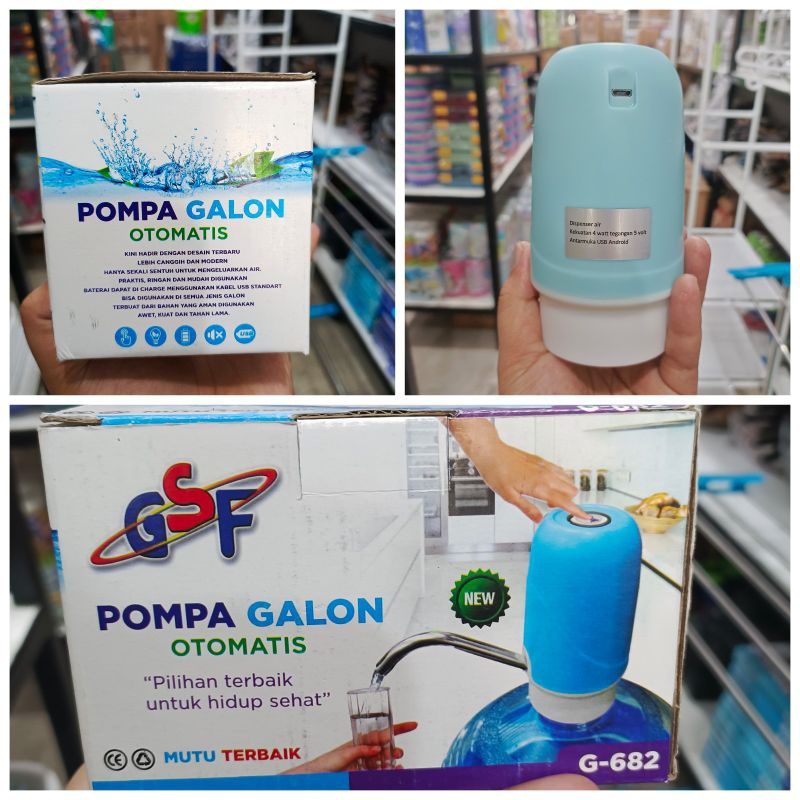 POMPA GALON
OTOMATIS
KINI HADIR DENGAN DESAIN TERBARU
LEBIH CANGGIH DAN MODERN
HANYA SEKALI SENTUH UNTUK MENGELUARKAN AIR.
PRAKTIS, RINGAN DAN MUDAH DIGUNAKAN
BATERAI DAPAT DI CHARGE MENGGUNAKAN KABEL USB STANDART
BISA DIGUNAKAN DI SEMUA JENIS GALON
TERBUAT DARI BAHAN YANG AMAN DIGUNAKAN
AWET, KUAT DAN TAHAN LAMA.
USB
Dispenser air
Kekuatan 4 watt tegangan 5 volt
Antarmuka USB Android
GSF
POMPA GALON
OTOMATIS
NEW
“Pilihan terbaik
untuk hidup sehat”
CE
MUTU TERBAIK
G-682